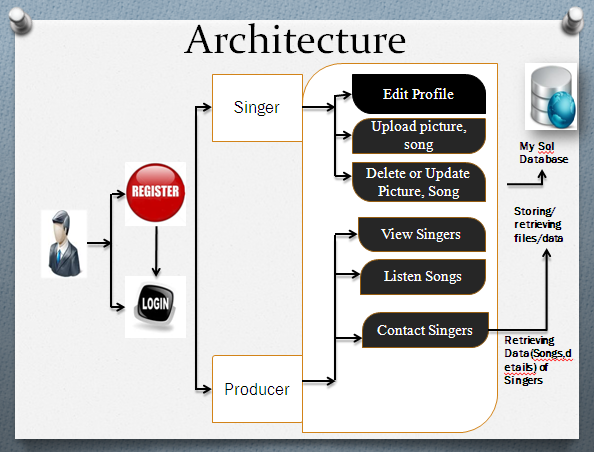 Architecture
Singer
Edit Profile
Upload picture,
song
Delete or Update
Picture, Song
My Sql
Database
REGISTER
Storing/
retrieving
files/data
View Singers
Listen Songs
LOGIN
Contact Singers
Retrieving
Data(Songs,d
etails) of
Singers
Producer